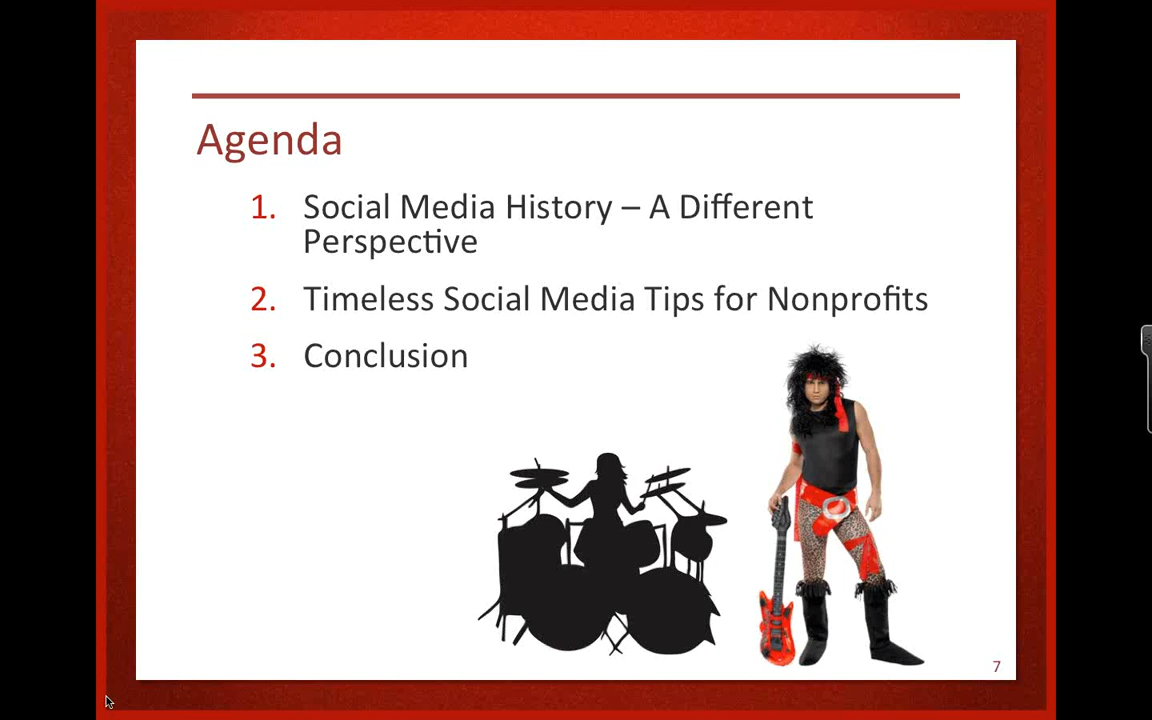 Agenda
1. Social Media History – A Different
Perspective
2. Timeless Social Media Tips for Nonprofits
3. Conclusion
7